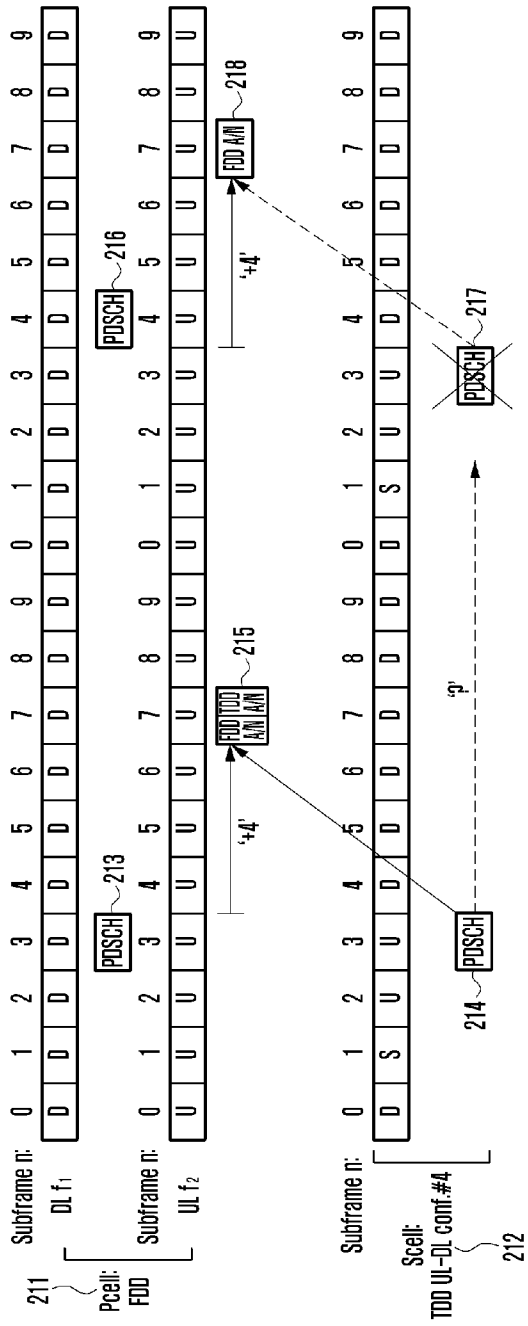 Subframe n: 0 1 2 3 4 5 6 7 8 9 0 1 2 3 4 5 6 7 8 9
DL f1 D D D D D D D D D D D D D D D D D D D D
211
Pcell:
FDD
PDSCH 213
PDSCH 216
Subframe n: 0 1 2 3 4 5 6 7 8 9 0 1 2 3 4 5 6 7 8 9
UL f2 U U U U U U U U U U U U U U U U U U U U
'+4'
FDD TDD
A/N A/N
215
'+4'
FDD A/N 218
Subframe n: 0 1 2 3 4 5 6 7 8 9 0 1 2 3 4 5 6 7 8 9
D S U U D D D D D D D S U U D D D D D D
Scell:
TDD UL-DL conf.#4
212
PDSCH
214
'p'
PDSCH 217